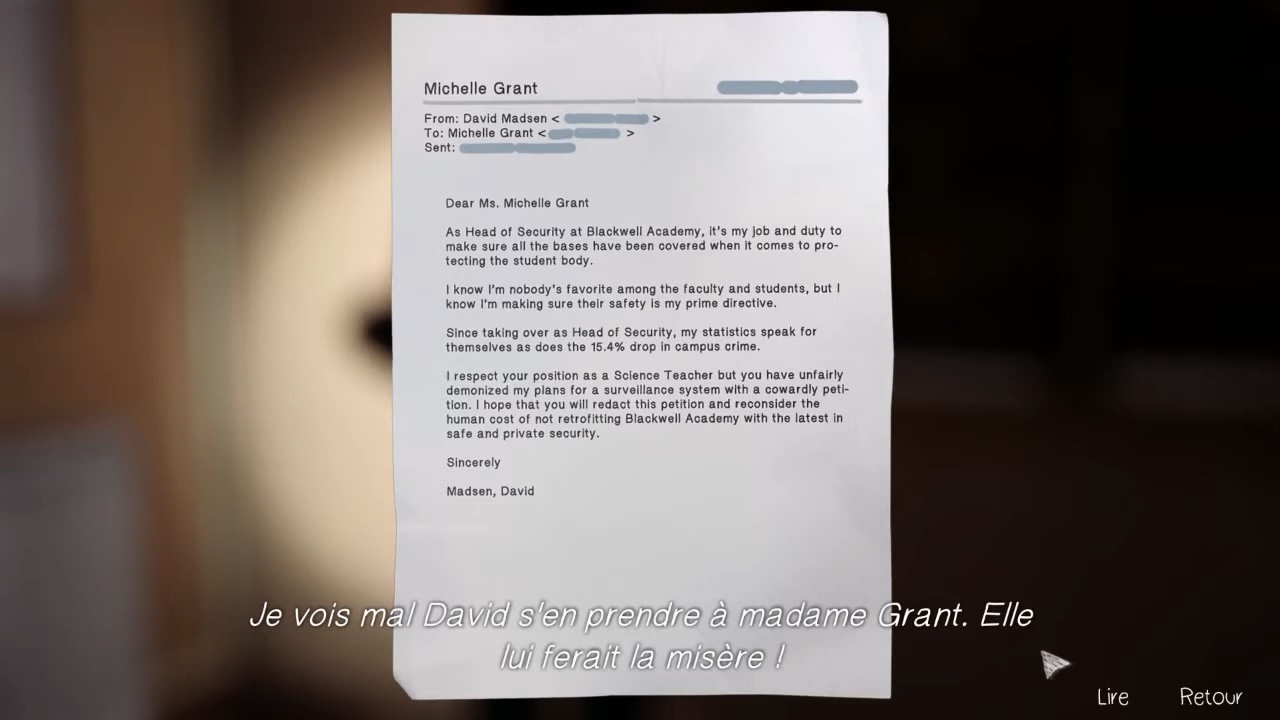 Michelle Grant
From: David Madsen < >
To: Michelle Grant < >
Sent:
Dear Ms. Michelle Grant
As Head of Security at Blackwell Academy, it's my job and duty to
make sure all the bases have been covered when it comes to pro-
tecting the student body.
I know I'm nobody's favorite among the faculty and students, but I
know I'm making sure their safety is my prime directive.
Since taking over as Head of Security, my statistics speak for
themselves as does the 15.4% drop in campus crime.
I respect your position as a Science Teacher but you have unfairly
demonized my plans for a surveillance system with a cowardly peti-
tion. I hope that you will redact this petition and reconsider the
human cost of not retrofitting Blackwell Academy with the latest in
safe and private security.
Sincerely
Madsen, David
Je vois mal David s'en prendre à madame Grant. Elle
lui ferait la misère !
Lire Retour